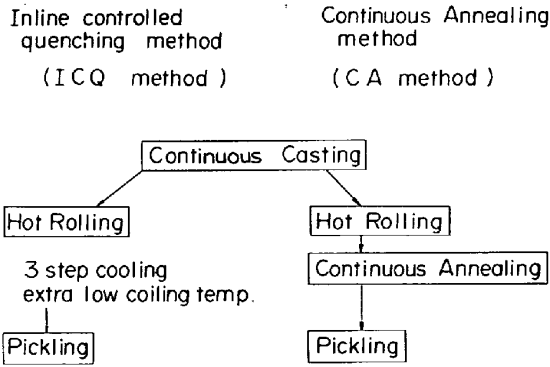 Inline controlled
quenching method
(ICQ method)
Continuous Annealing
method
(CA method)
Continuous Casting
Hot Rolling
3 step cooling
extra low coiling temp.
Pickling
Hot Rolling
Continuous Annealing
Pickling